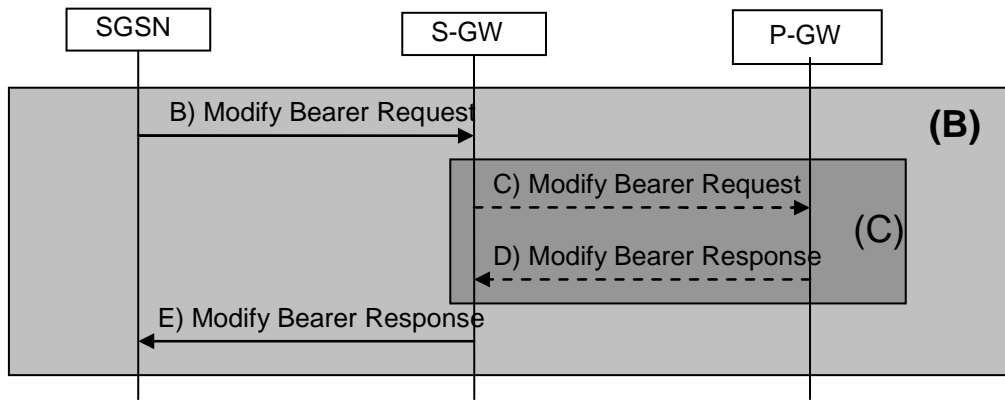 SGSN
S-GW
P-GW
B) Modify Bearer Request
(B)
C) Modify Bearer Request
(C)
D) Modify Bearer Response
E) Modify Bearer Response